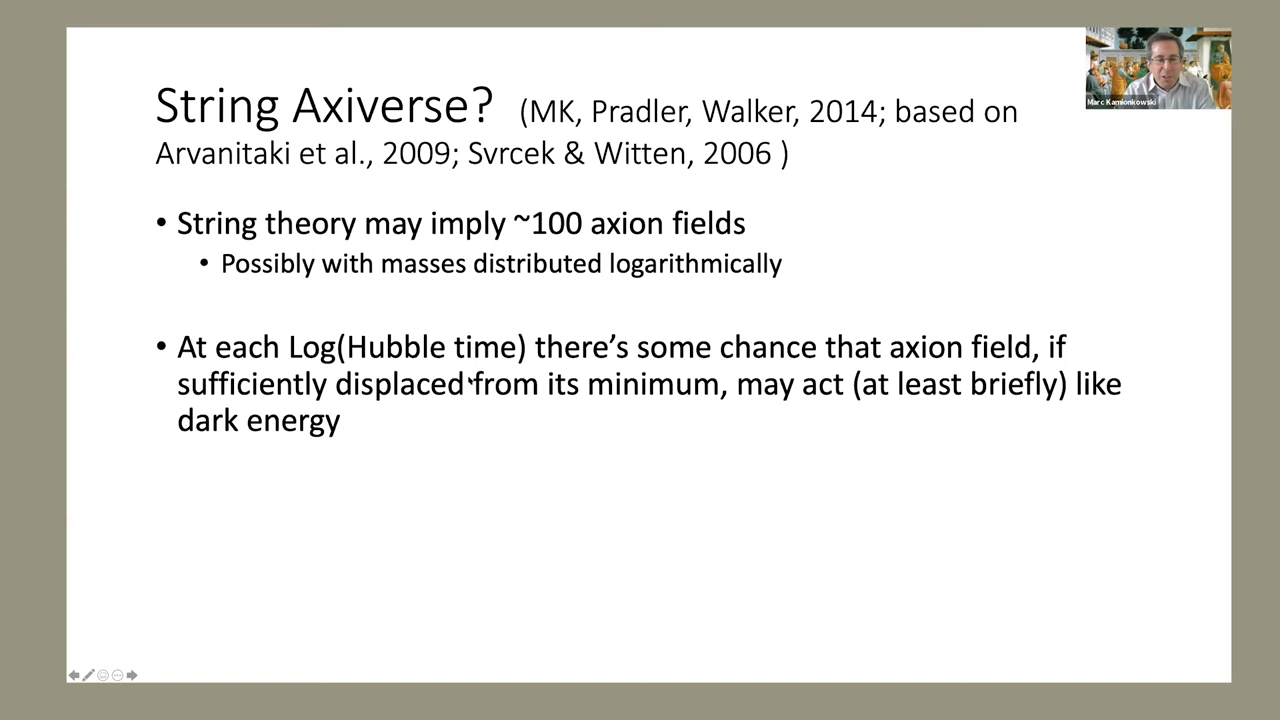 Marc Kamionkowski
String Axiverse? (MK, Pradler, Walker, 2014; based on
Arvanitaki et al., 2009; Svrcek & Witten, 2006 )
• String theory may imply ~100 axion fields
• Possibly with masses distributed logarithmically
• At each Log(Hubble time) there’s some chance that axion field, if
sufficiently displaced from its minimum, may act (at least briefly) like
dark energy